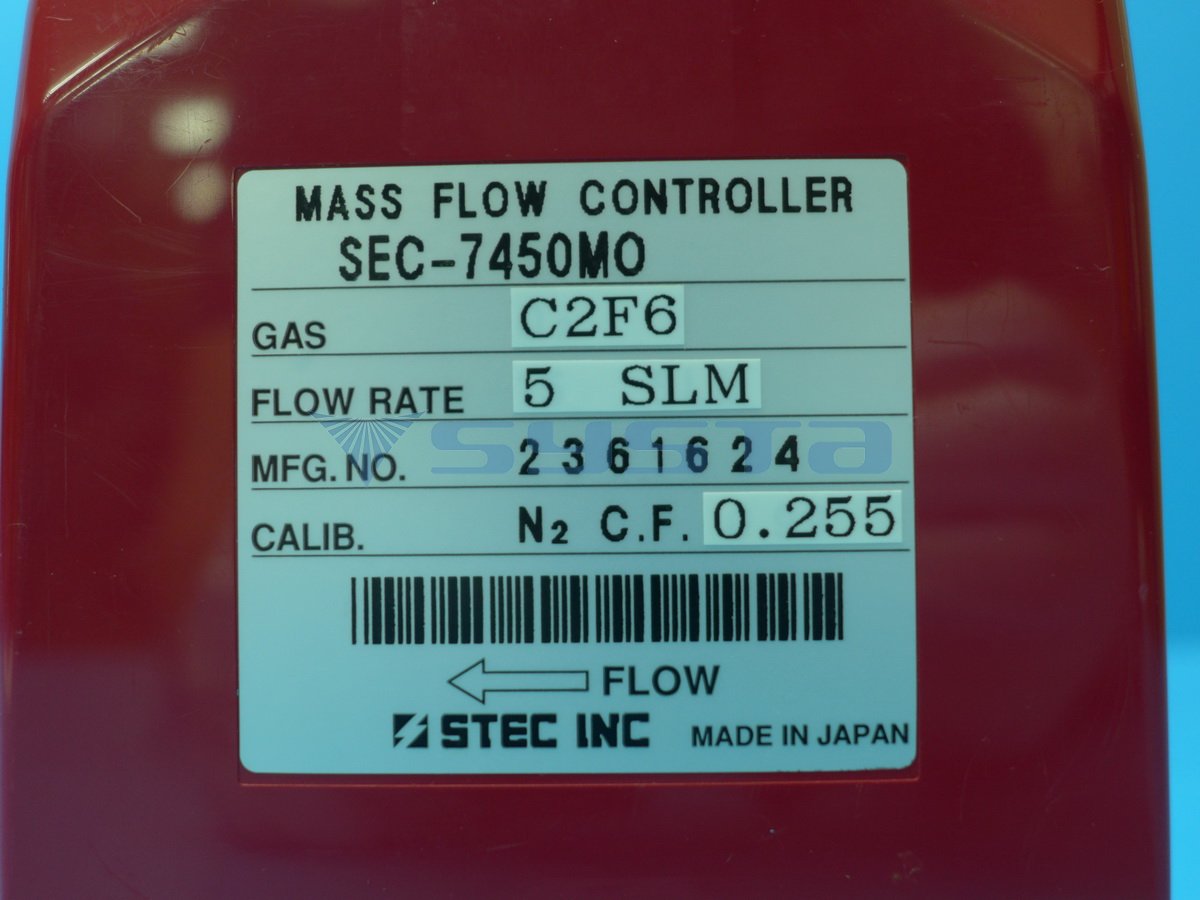 MASS FLOW CONTROLLER
SEC-7450MO
GAS C2F6
FLOW RATE 5 SLM
SYSTA
MFG. NO. 2361624
CALIB. N2 C.F. 0.255
FLOW
STEC INC MADE IN JAPAN